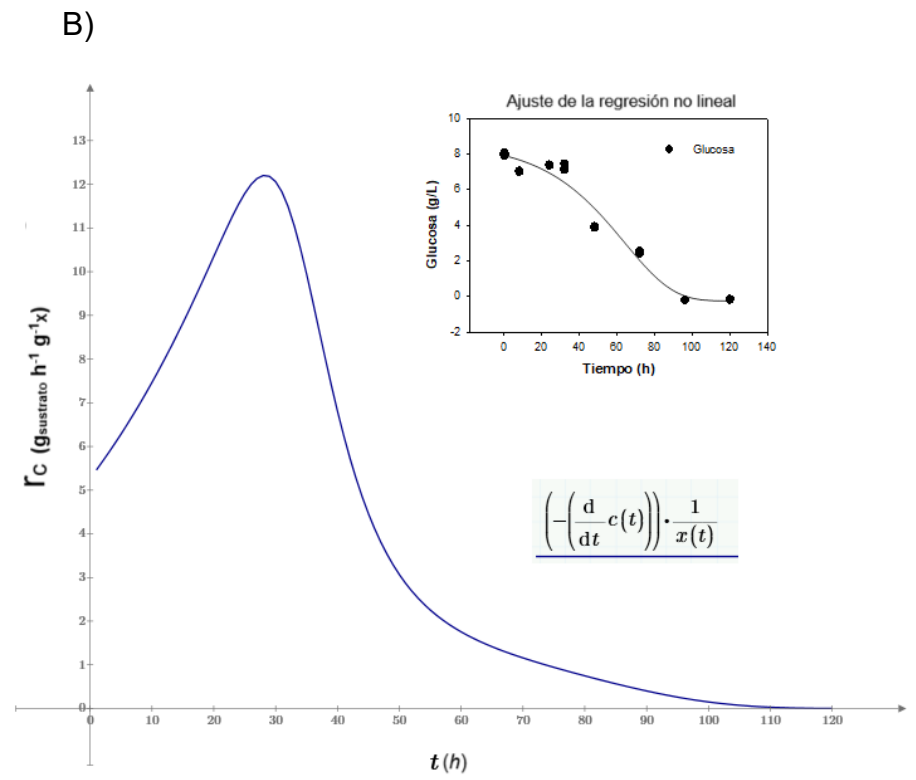 B)
Ajuste de la regresión no lineal
10
8
6
4
2
0
-2
Glucosa (g/L)
Glucosa
0 20 40 60 80 100 120 140
Tiempo (h)
13
12
11
10
9
8
7
6
5
4
3
2
1
0
rC (gsustrato h⁻¹ g⁻¹x)
(-(d/dt c(t)))·1/x(t)
0 10 20 30 40 50 60 70 80 90 100 110 120
t (h)